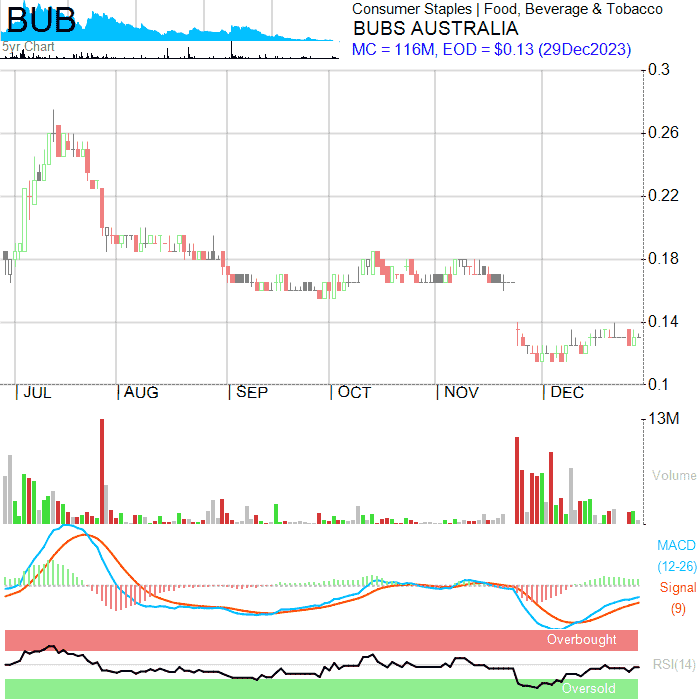 BUB
5yr Chart
Consumer Staples | Food, Beverage & Tobacco
BUBS AUSTRALIA
MC = 116M, EOD = $0.13 (29Dec2023)
0.3
0.26
0.22
0.18
0.14
0.1
JUL AUG SEP OCT NOV DEC
13M
Volume
MACD
(12-26)
Signal
(9)
Overbought
RSI(14)
Oversold